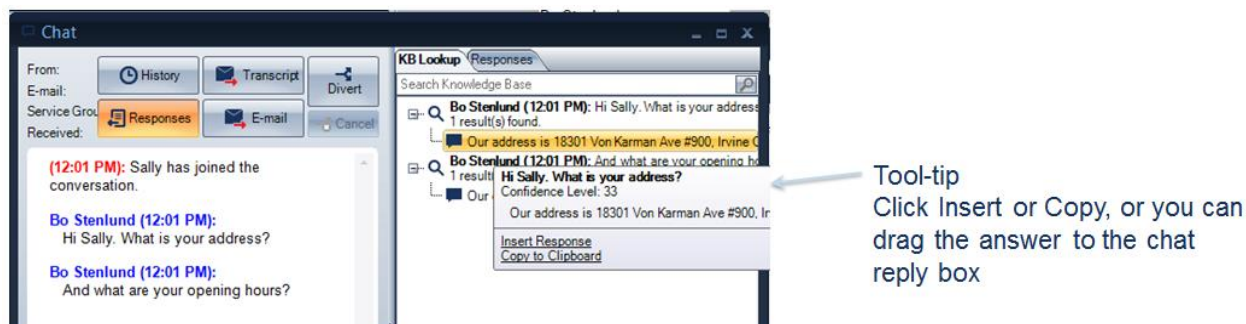 Chat
From:
E-mail:
Service Grou
Received:
History
Transcript
Divert
Responses
E-mail
Cancel
(12:01 PM): Sally has joined the
conversation.
Bo Stenlund (12:01 PM):
Hi Sally. What is your address?
Bo Stenlund (12:01 PM):
And what are your opening hours?
KB Lookup
Responses
Search Knowledge Base
Bo Stenlund (12:01 PM): Hi Sally. What is your address
1 result(s) found.
Our address is 18301 Von Karman Ave #900, Irvine C
Bo Stenlund (12:01 PM): And what are your opening ho
1 result(
Our
Hi Sally. What is your address?
Confidence Level: 33
Our address is 18301 Von Karman Ave #900, Ir
Insert Response
Copy to Clipboard
Tool-tip
Click Insert or Copy, or you can
drag the answer to the chat
reply box